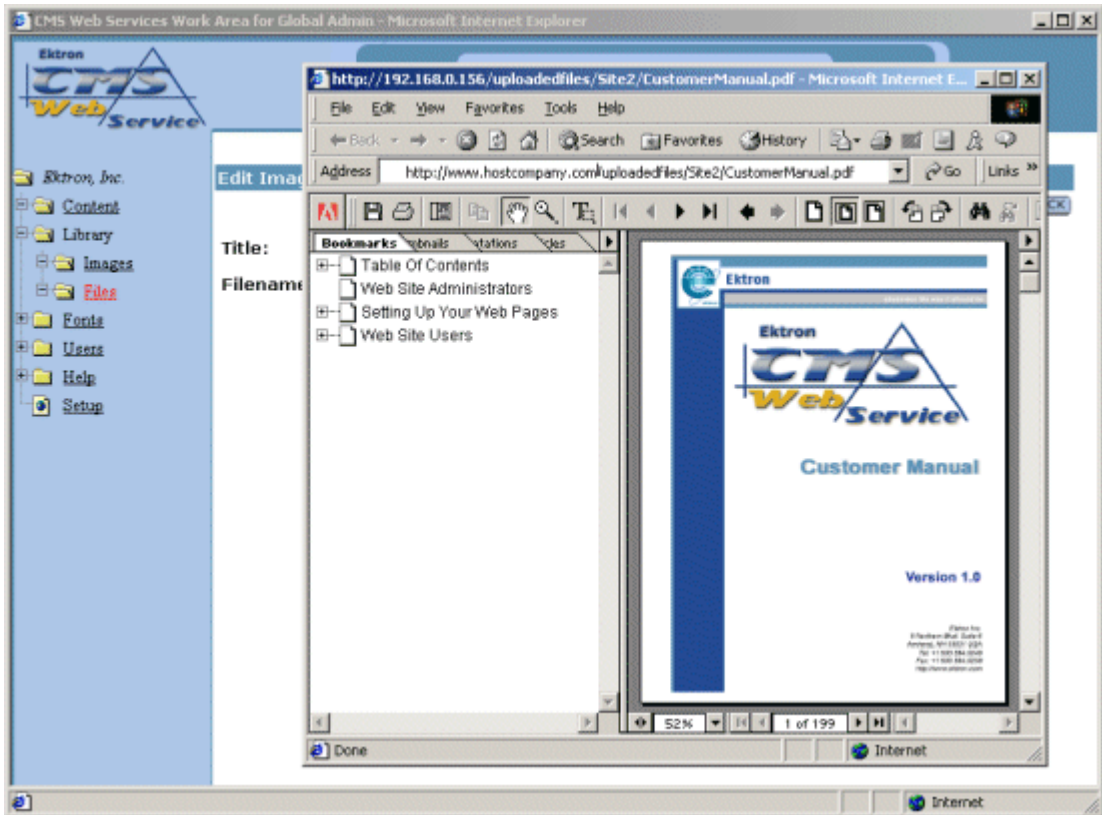 CMS Web Services Work Area for Global Admin - Microsoft Internet Explorer
Ektron
CMS
Web
Service
Ektron, Inc.
Content
Library
Images
Files
Fonts
Users
Help
Setup
Edit Imag
Title:
Filename
http://192.168.0.156/uploadedfiles/Site2/CustomerManual.pdf - Microsoft Internet E...
File Edit View Favorites Tools Help
Back Search Favorites History
Address http://www.hostcompany.com/uploadedfiles/Site2/CustomerManual.pdf Go Links »
Bookmarks
Table Of Contents
Web Site Administrators
Setting Up Your Web Pages
Web Site Users
Ektron
Ektron
CMS
Web
Service
Customer Manual
Version 1.0
52% 1 of 199
Done Internet
Internet